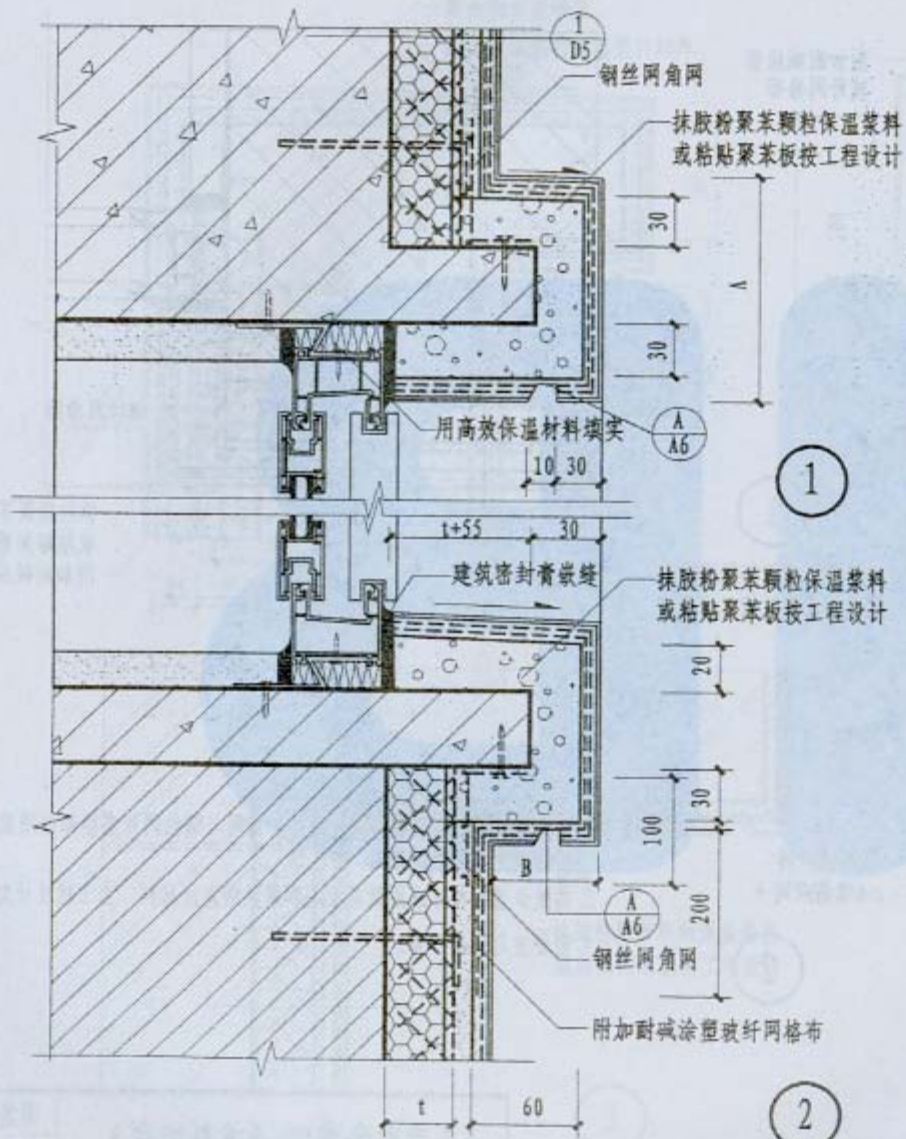 1
D5
钢丝网角网
抹胶粉聚苯颗粒保温浆料
或粘贴聚苯板按工程设计
30
A
30
用高效保温材料填实
A
A6
10 30
1
t+55
30
建筑密封膏嵌缝
抹胶粉聚苯颗粒保温浆料
或粘贴聚苯板按工程设计
20
30
100
B
200
A
A6
钢丝网角网
附加耐碱涂塑玻纤网格布
t
60
2